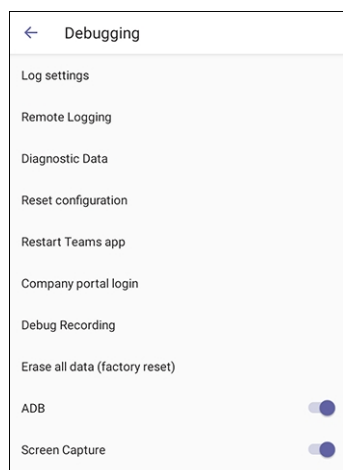 Debugging
Log settings
Remote Logging
Diagnostic Data
Reset configuration
Restart Teams app
Company portal login
Debug Recording
Erase all data (factory reset)
ADB
Screen Capture